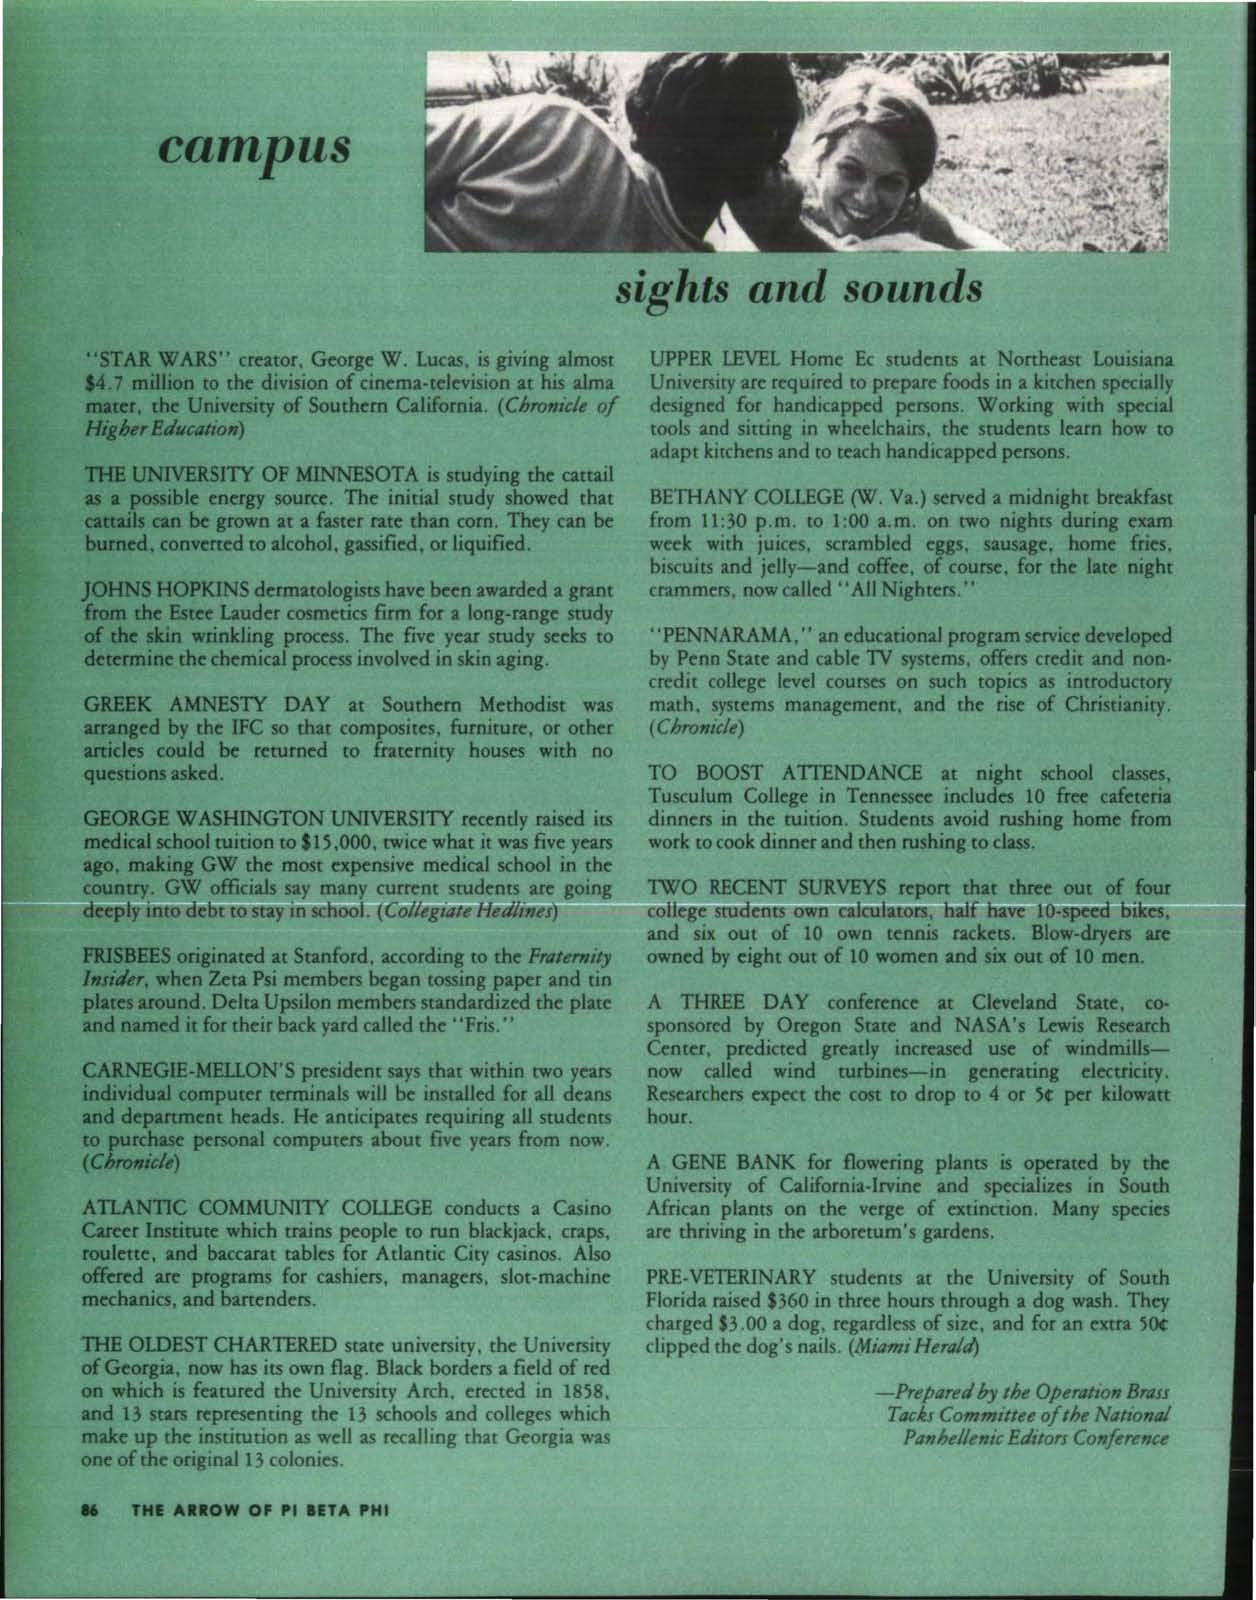 campus
sights and sounds
"STAR WARS" creator, George W. Lucas, is giving almost
$4.7 million to the division of cinema-television at his alma
mater, the University of Southern California. (Chronicle of
Higher Education)
THE UNIVERSITY OF MINNESOTA is studying the cattail
as a possible energy source. The initial study showed that
cattails can be grown at a faster rate than corn. They can be
burned, converted to alcohol, gassified, or liquified.
JOHNS HOPKINS dermatologists have been awarded a grant
from the Estee Lauder cosmetics firm for a long-range study
of the skin wrinkling process. The five year study seeks to
determine the chemical process involved in skin aging.
GREEK AMNESTY DAY at Southern Methodist was
arranged by the IFC so that composites, furniture, or other
articles could be returned to fraternity houses with no
questions asked.
GEORGE WASHINGTON UNIVERSITY recently raised its
medical school tuition to $15,000, twice what it was five years
ago, making GW the most expensive medical school in the
country. GW officials say many current students are going
deeply into debt to stay in school. (Collegiate Hedlines)
FRISBEES originated at Stanford, according to the Fraternity
Insider, when Zeta Psi members began tossing paper and tin
plates around. Delta Upsilon members standardized the plate
and named it for their back yard called the "Fris."
CARNEGIE-MELLON'S president says that within two years
individual computer terminals will be installed for all deans
and department heads. He anticipates requiring all students
to purchase personal computers about five years from now.
(Chronicle)
ATLANTIC COMMUNITY COLLEGE conducts a Casino
Career Institute which trains people to run blackjack, craps,
roulette, and baccarat tables for Atlantic City casinos. Also
offered are programs for cashiers, managers, slot-machine
mechanics, and bartenders.
THE OLDEST CHARTERED state university, the University
of Georgia, now has its own flag. Black borders a field of red
on which is featured the University Arch, erected in 1858,
and 13 stars representing the 13 schools and colleges which
make up the institution as well as recalling that Georgia was
one of the original 13 colonies.
UPPER LEVEL Home Ec students at Northeast Louisiana
University are required to prepare foods in a kitchen specially
designed for handicapped persons. Working with special
tools and sitting in wheelchairs, the students learn how to
adapt kitchens and to teach handicapped persons.
BETHANY COLLEGE (W. Va.) served a midnight breakfast
from 11:30 p.m. to 1:00 a.m. on two nights during exam
week with juices, scrambled eggs, sausage, home fries,
biscuits and jelly—and coffee, of course, for the late night
crammers, now called "All Nighters."
"PENNARAMA," an educational program service developed
by Penn State and cable TV systems, offers credit and non-
credit college level courses on such topics as introductory
math, systems management, and the rise of Christianity.
(Chronicle)
TO BOOST ATTENDANCE at night school classes,
Tusculum College in Tennessee includes 10 free cafeteria
dinners in the tuition. Students avoid rushing home from
work to cook dinner and then rushing to class.
TWO RECENT SURVEYS report that three out of four
college students own calculators, half have 10-speed bikes,
and six out of 10 own tennis rackets. Blow-dryers are
owned by eight out of 10 women and six out of 10 men.
A THREE DAY conference at Cleveland State, co-
sponsored by Oregon State and NASA's Lewis Research
Center, predicted greatly increased use of windmills—
now called wind turbines—in generating electricity.
Researchers expect the cost to drop to 4 or 5¢ per kilowatt
hour.
A GENE BANK for flowering plants is operated by the
University of California-Irvine and specializes in South
African plants on the verge of extinction. Many species
are thriving in the arboretum's gardens.
PRE-VETERINARY students at the University of South
Florida raised $360 in three hours through a dog wash. They
charged $3.00 a dog, regardless of size, and for an extra 50¢
clipped the dog's nails. (Miami Herald)
—Prepared by the Operation Brass
Tacks Committee of the National
Panhellenic Editors Conference
86 THE ARROW OF PI BETA PHI